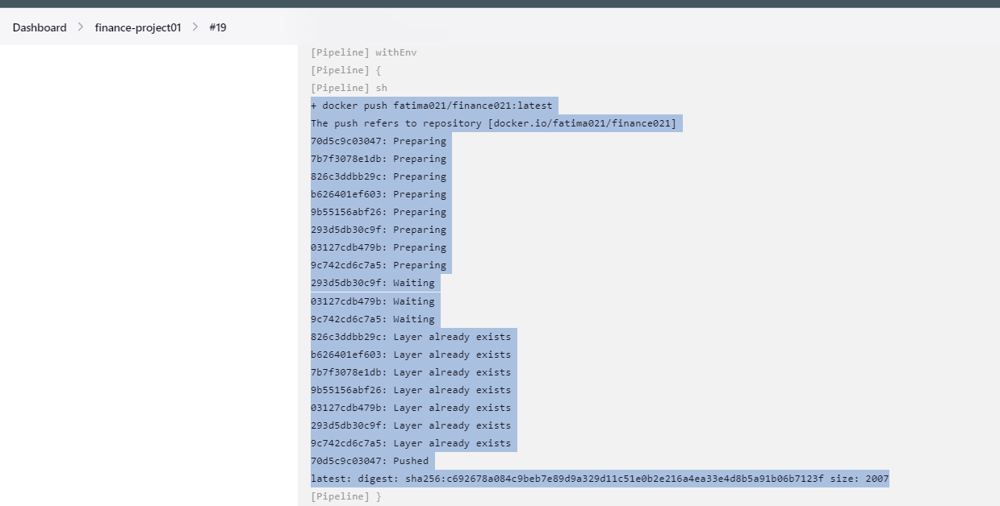 Dashboard > finance-project01 > #19
[Pipeline] withEnv
[Pipeline] {
[Pipeline] sh
+ docker push fatima021/finance021:latest
The push refers to repository [docker.io/fatima021/finance021]
70d5c9c03047: Preparing
7b7f3078e1db: Preparing
826c3ddbb29c: Preparing
b626401ef603: Preparing
9b55156abf26: Preparing
293d5db30c9f: Preparing
03127cdb479b: Preparing
9c742cd6c7a5: Preparing
293d5db30c9f: Waiting
03127cdb479b: Waiting
9c742cd6c7a5: Waiting
826c3ddbb29c: Layer already exists
b626401ef603: Layer already exists
7b7f3078e1db: Layer already exists
9b55156abf26: Layer already exists
03127cdb479b: Layer already exists
293d5db30c9f: Layer already exists
9c742cd6c7a5: Layer already exists
70d5c9c03047: Pushed
latest: digest: sha256:c692678a084c9beb7e89d9a329d11c51e0b2e216a4ea33e4d8b5a91b06b7123f size: 2007
[Pipeline] }